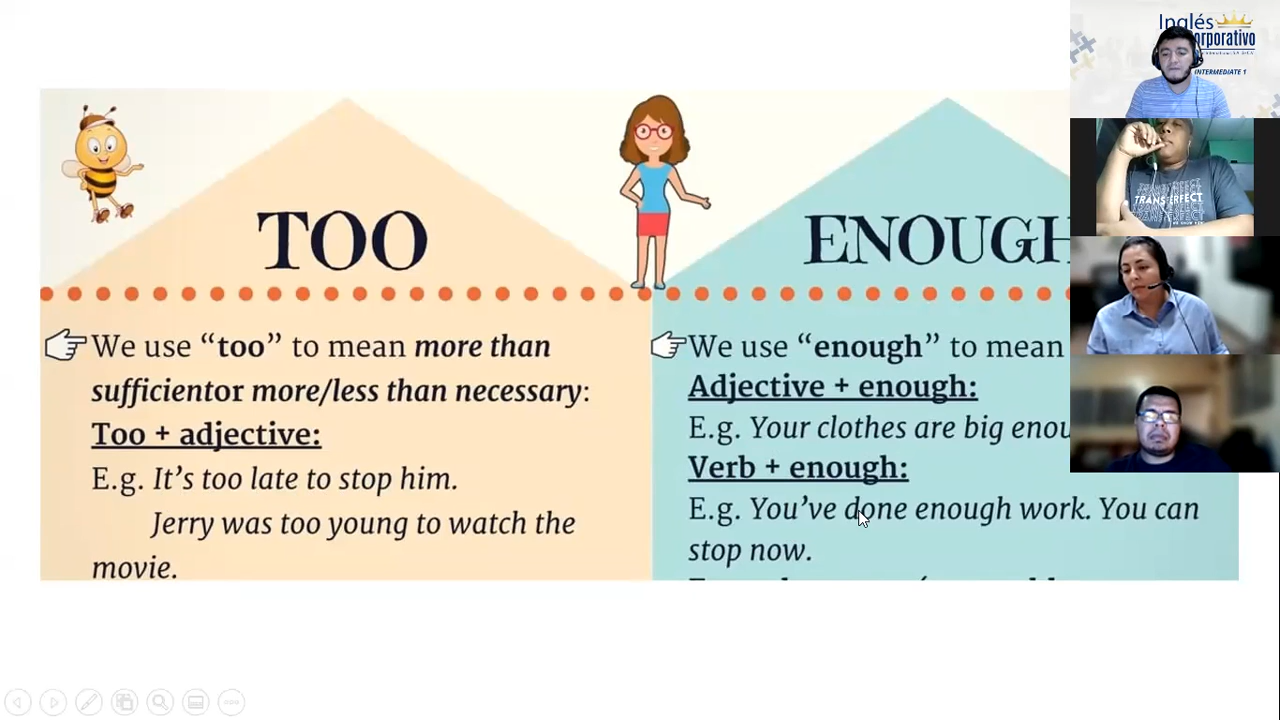 Inglés
Corporativo
INTERMEDIATE 1
TRANSPERFECT
TOO
ENOUGH
We use “too” to mean more than
sufficientor more/less than necessary:
Too + adjective:
E.g. It’s too late to stop him.
Jerry was too young to watch the
movie.
We use “enough” to mean
Adjective + enough:
E.g. Your clothes are big enou
Verb + enough:
E.g. You’ve done enough work. You can
stop now.